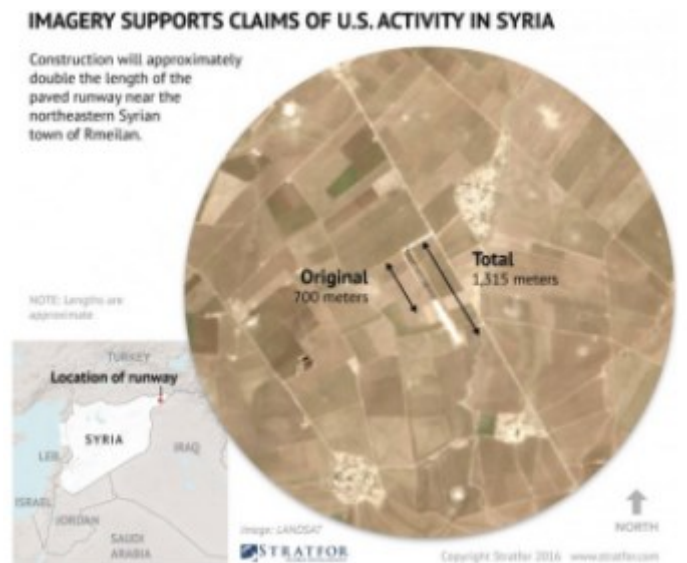 IMAGERY SUPPORTS CLAIMS OF U.S. ACTIVITY IN SYRIA
Construction will approximately
double the length of the
paved runway near the
northeastern Syrian
town of Rmeilan.
Original
700 meters
Total
1,315 meters
NOTE: Lengths are
approximate
TURKEY
Location of runway
SYRIA
LEB.
IRAQ
ISRAEL
JORDAN
SAUDI
ARABIA
NORTH
Image: LANDSAT
STRATFOR
Copyright Stratfor 2016 www.stratfor.com